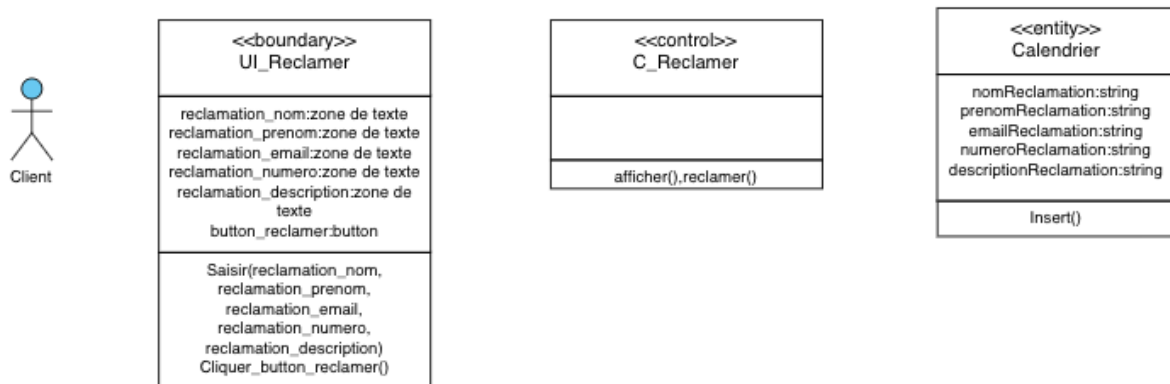 Client
<<boundary>>
UI_Reclamer
reclamation_nom:zone de texte
reclamation_prenom:zone de texte
reclamation_email:zone de texte
reclamation_numero:zone de texte
reclamation_description:zone de
texte
button_reclamer:button
Saisir(reclamation_nom,
reclamation_prenom,
reclamation_email,
reclamation_numero,
reclamation_description)
Cliquer_button_reclamer()
<<control>>
C_Reclamer
afficher(),reclamer()
<<entity>>
Calendrier
nomReclamation:string
prenomReclamation:string
emailReclamation:string
numeroReclamation:string
descriptionReclamation:string
Insert()